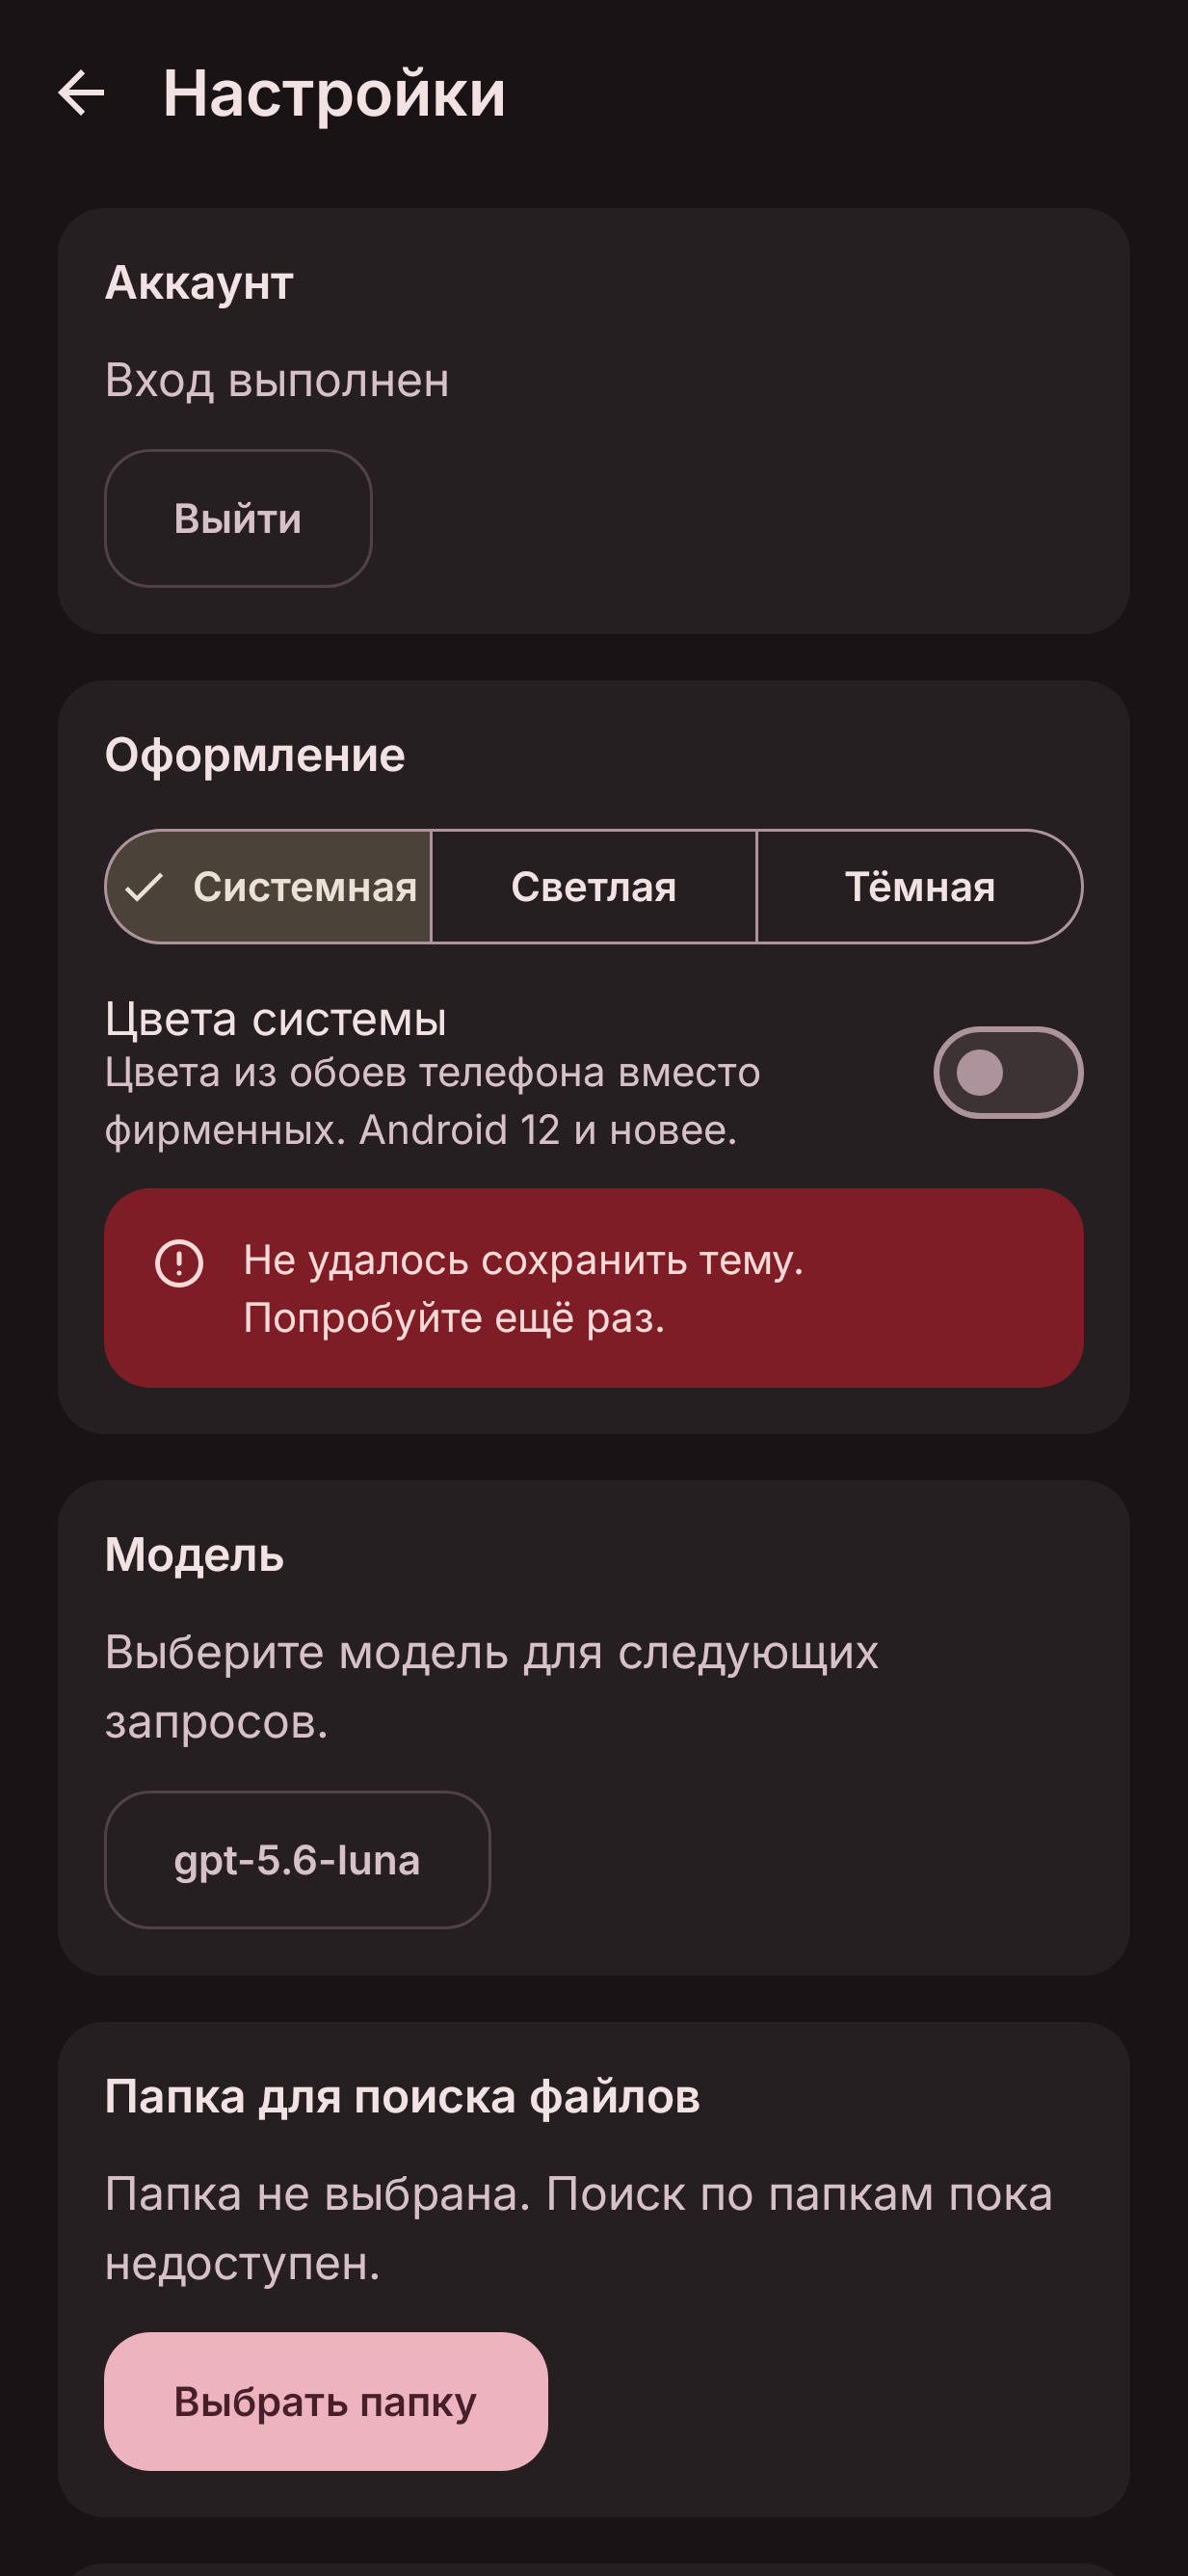 Настройки
Аккаунт
Вход выполнен
Выйти
Оформление
Системная
Светлая
Тёмная
Цвета системы
Цвета из обоев телефона вместо
фирменных. Android 12 и новее.
Не удалось сохранить тему.
Попробуйте ещё раз.
Модель
Выберите модель для следующих
запросов.
gpt-5.6-luna
Папка для поиска файлов
Папка не выбрана. Поиск по папкам пока
недоступен.
Выбрать папку